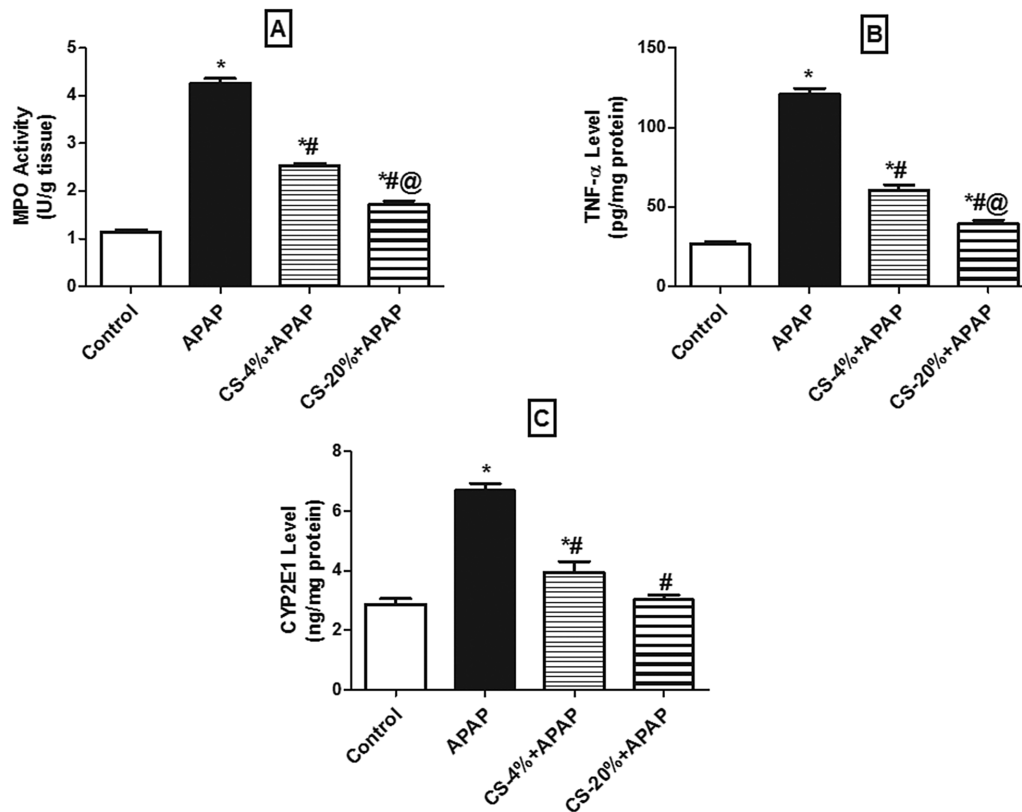 A
MPO Activity
(U/g tissue)
5
4
3
2
1
0
*
*#
*#@
Control
APAP
CS-4%+APAP
CS-20%+APAP
B
TNF-α Level
(pg/mg protein)
150
100
50
0
*
*#
*#@
Control
APAP
CS-4%+APAP
CS-20%+APAP
C
CYP2E1 Level
(ng/mg protein)
8
6
4
2
0
*
*#
#
Control
APAP
CS-4%+APAP
CS-20%+APAP